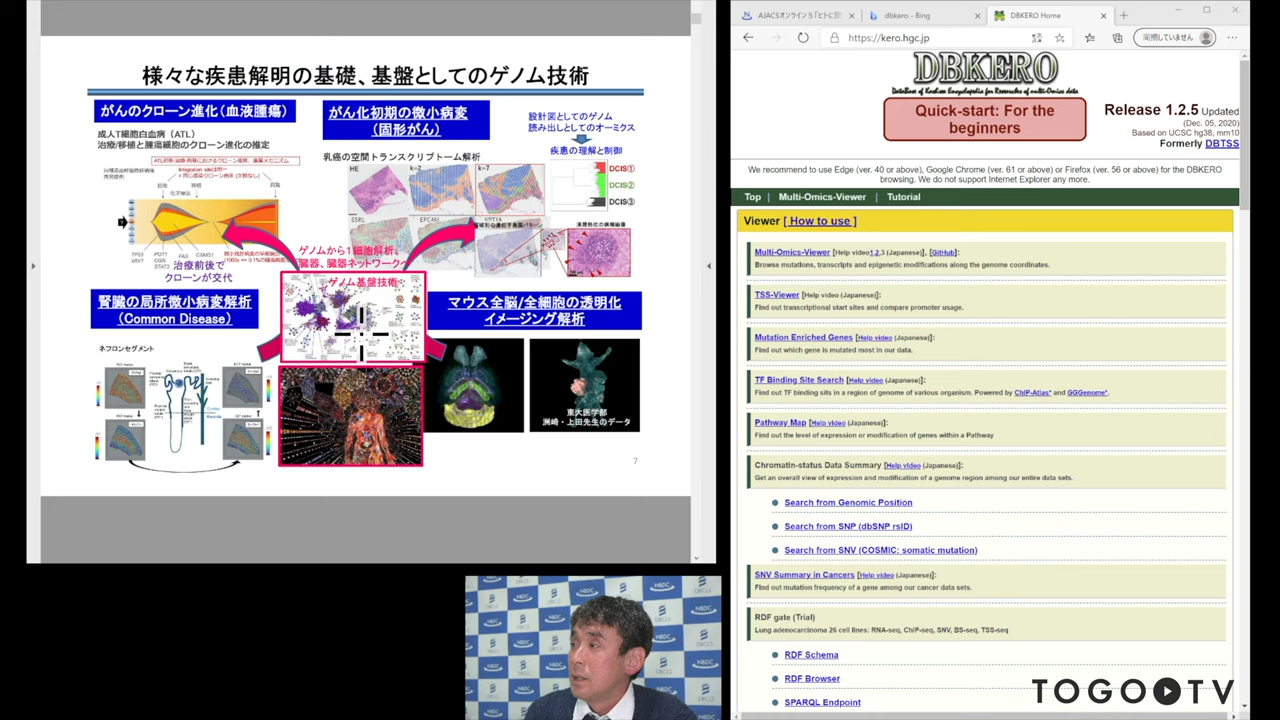 様々な疾患解明の基礎、基盤としてのゲノム技術
がんのクローン進化(血液腫瘍)
成人T細胞白血病(ATL)
治療/移植と腫瘍細胞のクローン進化の推定
治療前後で
クローンが交代
がん化初期の微小病変
(固形がん)
乳癌の空間トランスクリプトーム解析
HE
k=2
k=7
ESR1
EPCAM
KRT14
設計図としてのゲノム
読み出しとしてのオーミクス
疾患の理解と制御
DCIS①
DCIS②
DCIS③
ゲノムから1細胞解析、
臓器、臓器ネットワークへ
ゲノム基盤技術
腎臓の局所微小病変解析
(Common Disease)
ネフロンセグメント
マウス全脳/全細胞の透明化
イメージング解析
東大医学部
洲崎・上田先生のデータ
7
AJACSオンライン5「ヒトに関
dbkero - Bing
DBKERO Home
https://kero.hgc.jp
同期していません
DBKERO
DataBase of Kashiwa Encyclopedia for Researches of multi-Omics data
Quick-start: For the
beginners
Release 1.2.5 Updated
(Dec. 05, 2020)
Based on UCSC hg38, mm10
Formerly DBTSS
We recommend to use Edge (ver. 40 or above), Google Chrome (ver. 61 or above) or Firefox (ver. 56 or above) for the DBKERO
browsing. We do not support Internet Explorer any more.
Top | Multi-Omics-Viewer | Tutorial
Viewer [ How to use ]
Multi-Omics-Viewer [Help video1,2,3 (Japanese)], [GitHub]:
Browse mutations, transcripts and epigenetic modifications along the genome coordinates.
TSS-Viewer [Help video (Japanese)]:
Find out transcriptional start sites and compare promoter usage.
Mutation Enriched Genes [Help video (Japanese)]:
Find out which gene is mutated most in our data.
TF Binding Site Search [Help video (Japanese)]:
Find out TF binding sits in a region of genome of various organism. Powered by ChIP-Atlas* and GGGenome*.
Pathway Map [Help video (Japanese)]:
Find out the level of expression or modification of genes within a Pathway
Chromatin-status Data Summary [Help video (Japanese)]:
Get an overall view of expression and modification of a genome region among our entire data sets.
Search from Genomic Position
Search from SNP (dbSNP rsID)
Search from SNV (COSMIC: somatic mutation)
SNV Summary in Cancers [Help video (Japanese)]:
Find out mutation frequency of a gene among our cancer data sets.
RDF gate (Trial)
Lung adenocarcinoma 26 cell lines: RNA-seq, ChIP-seq, SNV, BS-seq, TSS-seq
RDF Schema
RDF Browser
SPARQL Endpoint
NBDC
DBCLS
TOGO TV